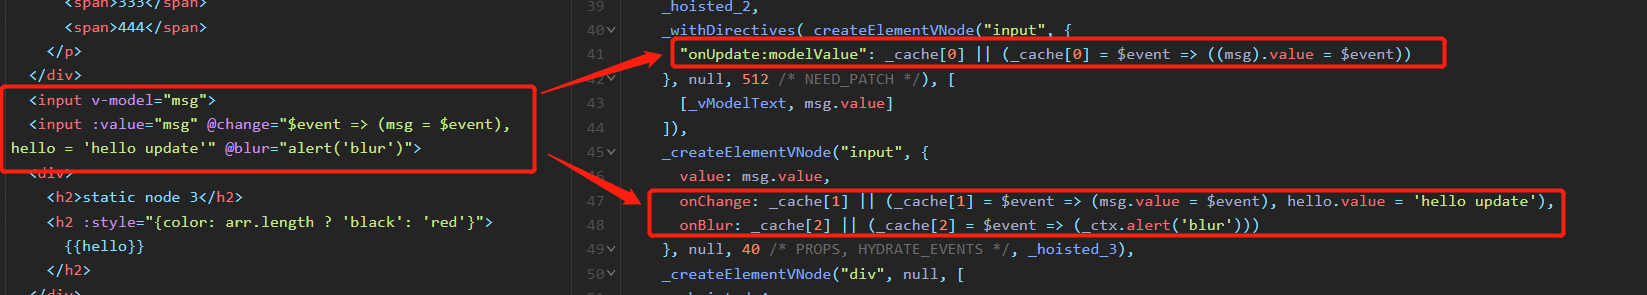 <span>333</span>
<span>444</span>
</p>
</div>
<input v-model="msg">
<input :value="msg" @change="$event => (msg = $event),
hello = 'hello update'" @blur="alert('blur')">
<div>
<h2>static node 3</h2>
<h2 :style="{color: arr.length ? 'black': 'red'}">
{{hello}}
</h2>
</div>
39 _hoisted_2,
40 _withDirectives(_createElementVNode("input", {
41 "onUpdate:modelValue": _cache[0] || (_cache[0] = $event => ((msg).value = $event))
42 }, null, 512 /* NEED_PATCH */), [
43 [_vModelText, msg.value]
44 ]),
45 _createElementVNode("input", {
46 value: msg.value,
47 onChange: _cache[1] || (_cache[1] = $event => (msg.value = $event), hello.value = 'hello update'),
48 onBlur: _cache[2] || (_cache[2] = $event => (_ctx.alert('blur')))
49 }, null, 40 /* PROPS, HYDRATE_EVENTS */, _hoisted_3),
50 _createElementVNode("div", null, [